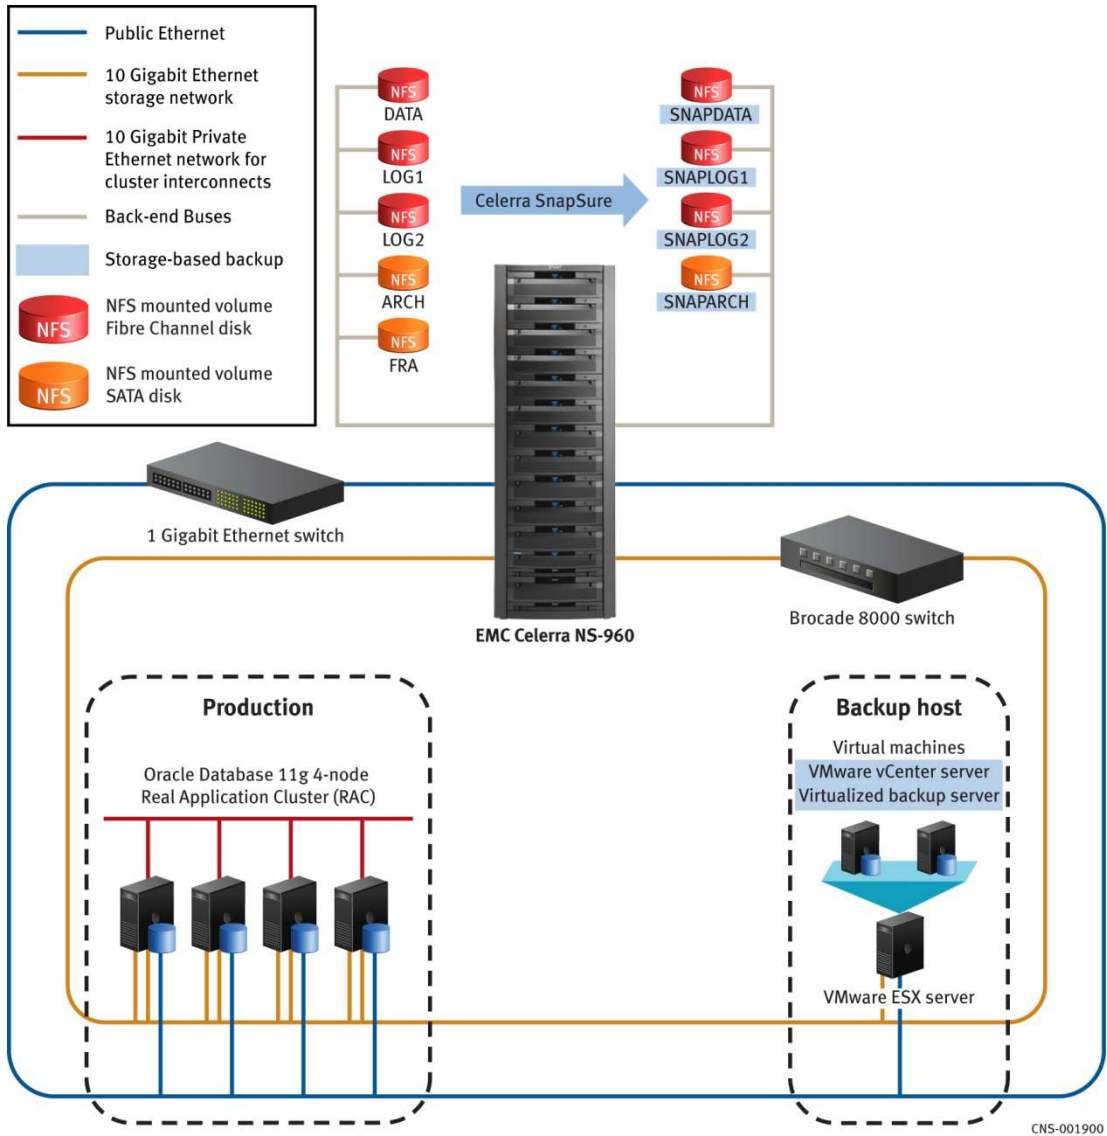 Public Ethernet
10 Gigabit Ethernet
storage network
10 Gigabit Private
Ethernet network for
cluster interconnects
Back-end Buses
Storage-based backup
NFS
NFS mounted volume
Fibre Channel disk
NFS
NFS mounted volume
SATA disk
NFS
DATA
NFS
LOG1
NFS
LOG2
NFS
ARCH
NFS
FRA
Celerra SnapSure
NFS
SNAPDATA
NFS
SNAPLOG1
NFS
SNAPLOG2
NFS
SNAPARCH
1 Gigabit Ethernet switch
EMC Celerra NS-960
Brocade 8000 switch
Production
Oracle Database 11g 4-node
Real Application Cluster (RAC)
Backup host
Virtual machines
VMware vCenter server
Virtualized backup server
VMware ESX server
CNS-001900